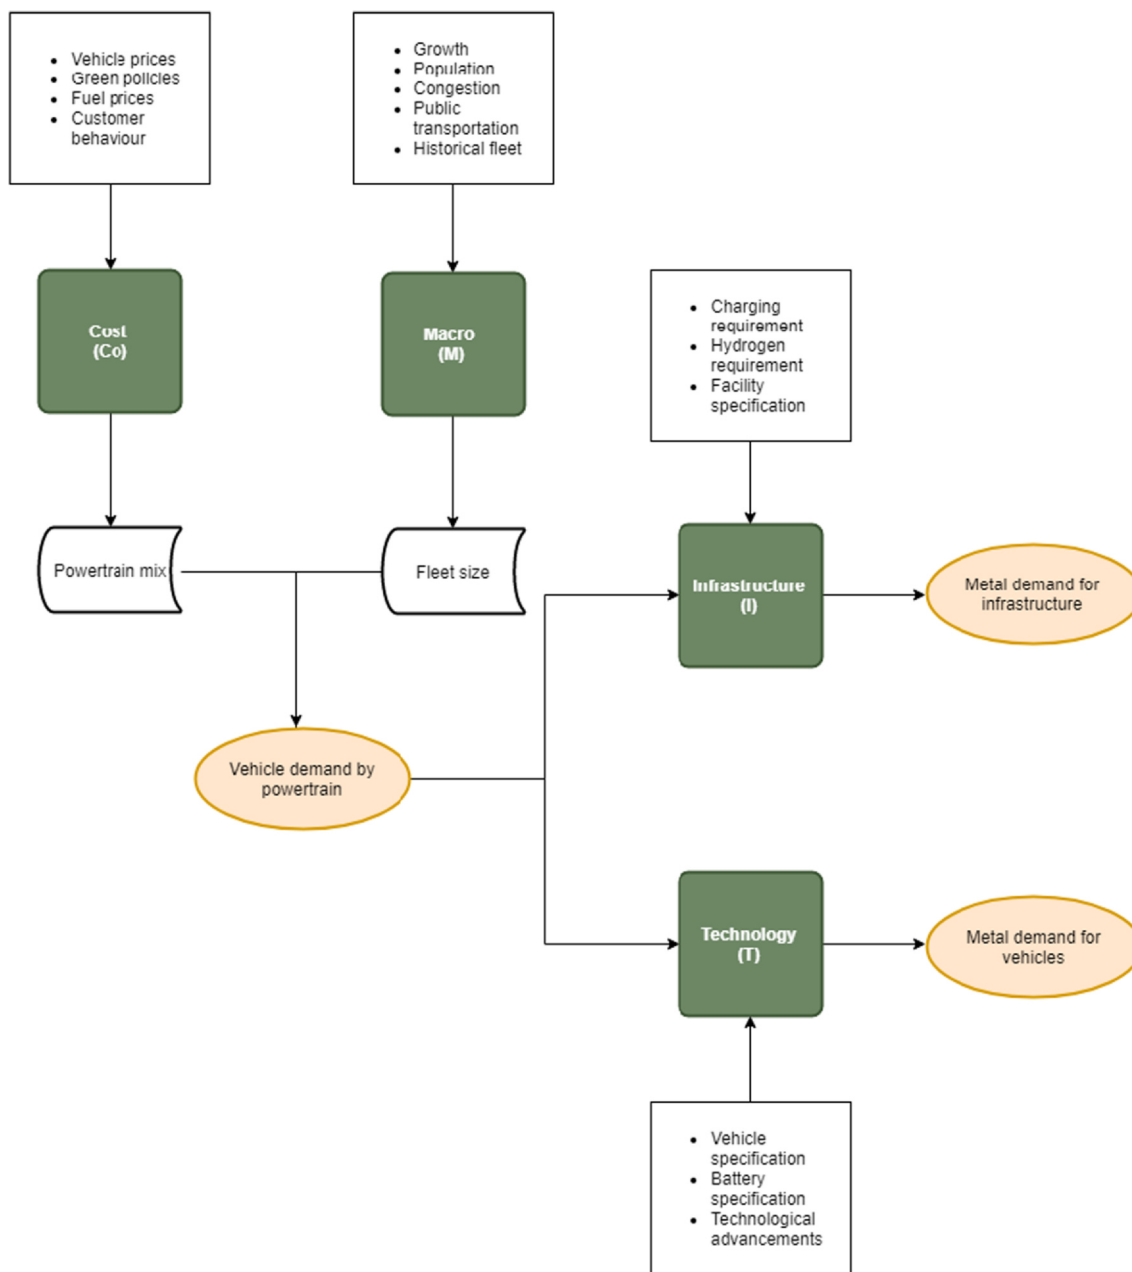 Vehicle prices
Green policies
Fuel prices
Customer
behaviour
Growth
Population
Congestion
Public
transportation
Historical fleet
Cost
(Co)
Macro
(M)
Charging
requirement
Hydrogen
requirement
Facility
specification
Powertrain mix
Fleet size
Infrastructure
(I)
Metal demand for
infrastructure
Vehicle demand by
powertrain
Technology
(T)
Metal demand for
vehicles
Vehicle
specification
Battery
specification
Technological
advancements